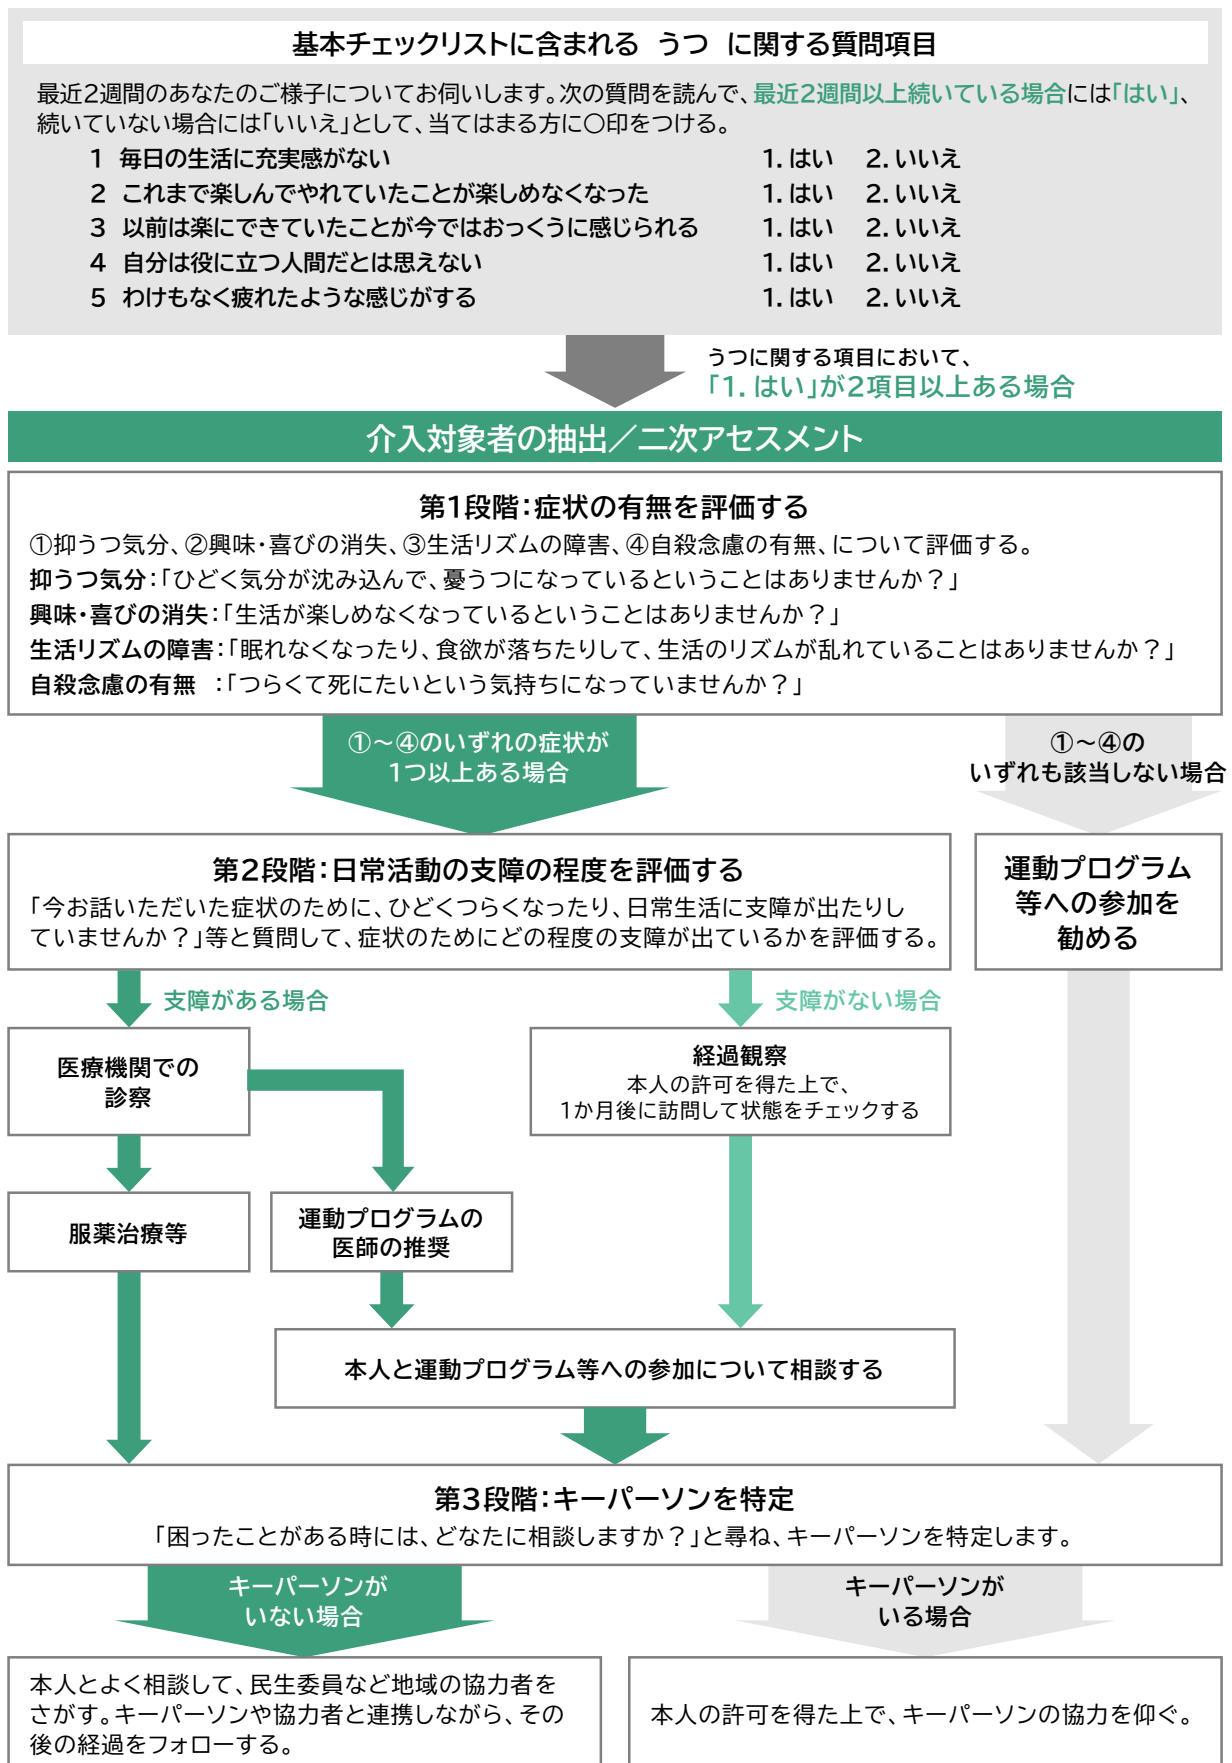 基本チェックリストに含まれる うつ に関する質問項目
最近2週間のあなたのご様子についてお伺いします。次の質問を読んで、最近2週間以上続いている場合には「はい」、
続いていない場合には「いいえ」として、当てはまる方に○印をつける。
1 毎日の生活に充実感がない 1. はい 2. いいえ
2 これまで楽しんでやれていたことが楽しめなくなった 1. はい 2. いいえ
3 以前は楽にできていたことが今ではおっくうに感じられる 1. はい 2. いいえ
4 自分は役に立つ人間だとは思えない 1. はい 2. いいえ
5 わけもなく疲れたような感じがする 1. はい 2. いいえ
うつに関する項目において、
「1. はい」が2項目以上ある場合
介入対象者の抽出／二次アセスメント
第1段階：症状の有無を評価する
①抑うつ気分、②興味・喜びの消失、③生活リズムの障害、④自殺念慮の有無、について評価する。
抑うつ気分：「ひどく気分が沈み込んで、憂うつになっているということはありませんか？」
興味・喜びの消失：「生活が楽しめなくなっているということはありませんか？」
生活リズムの障害：「眠れなくなったり、食欲が落ちたりして、生活のリズムが乱れていることはありませんか？」
自殺念慮の有無 ：「つらくて死にたいという気持ちになっていませんか？」
①～④のいずれの症状が
1つ以上ある場合
①～④の
いずれも該当しない場合
第2段階：日常活動の支障の程度を評価する
「今お話いただいた症状のために、ひどくつらくなったり、日常生活に支障が出たりし
ていませんか？」等と質問して、症状のためにどの程度の支障が出ているかを評価する。
運動プログラム
等への参加を
勧める
支障がある場合
支障がない場合
医療機関での
診察
経過観察
本人の許可を得た上で、
1か月後に訪問して状態をチェックする
服薬治療等
運動プログラムの
医師の推奨
本人と運動プログラム等への参加について相談する
第3段階：キーパーソンを特定
「困ったことがある時には、どなたに相談しますか？」と尋ね、キーパーソンを特定します。
キーパーソンが
いない場合
キーパーソンが
いる場合
本人とよく相談して、民生委員など地域の協力者を
さがす。キーパーソンや協力者と連携しながら、その
後の経過をフォローする。
本人の許可を得た上で、キーパーソンの協力を仰ぐ。